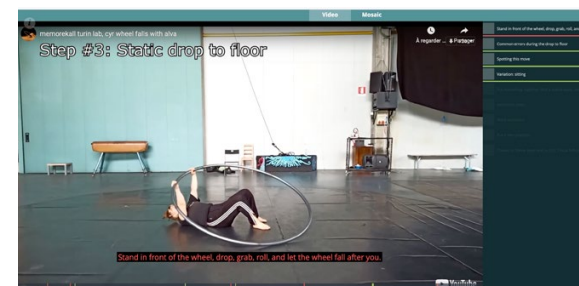 Video Mosaic
memorekall turin lab, cyr wheel falls with alvs
À regarder ... Partager
Step #3: Static drop to floor
Stand in front of the wheel, drop, grab, roll, and let the wheel fall after you.
YouTube
Stand in front of the wheel, drop, grab, roll, and
Common errors during the drop to floor
Spotting this move
Variation sitting